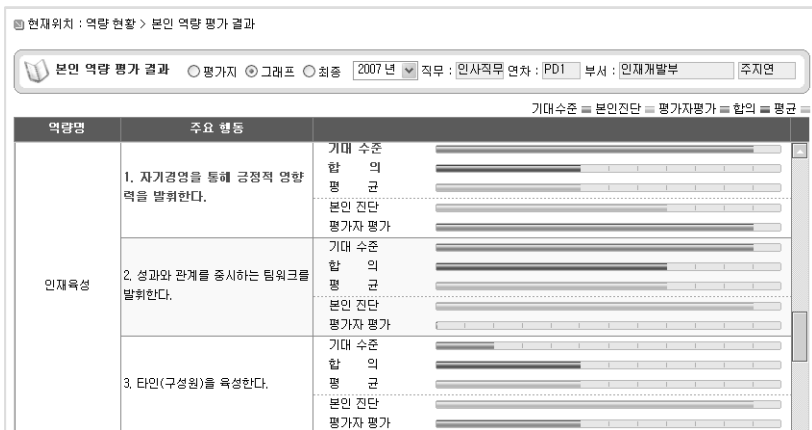 현재위치 : 역량 현황 > 본인 역량 평가 결과
본인 역량 평가 결과 평가지 그래프 최종 2007 년 직무 : 인사직무 연차 : PD1 부서 : 인재개발부 주지연
기대수준 본인진단 평가자평가 합의 평균
역량명 주요 행동
인재육성
1. 자기경영을 통해 긍정적 영향
력을 발휘한다.
기대 수준
합 의
평 균
본인 진단
평가자 평가
2. 성과와 관계를 중시하는 팀워크를
발휘한다.
기대 수준
합 의
평 균
본인 진단
평가자 평가
3. 타인(구성원)을 육성한다.
기대 수준
합 의
평 균
본인 진단
평가자 평가